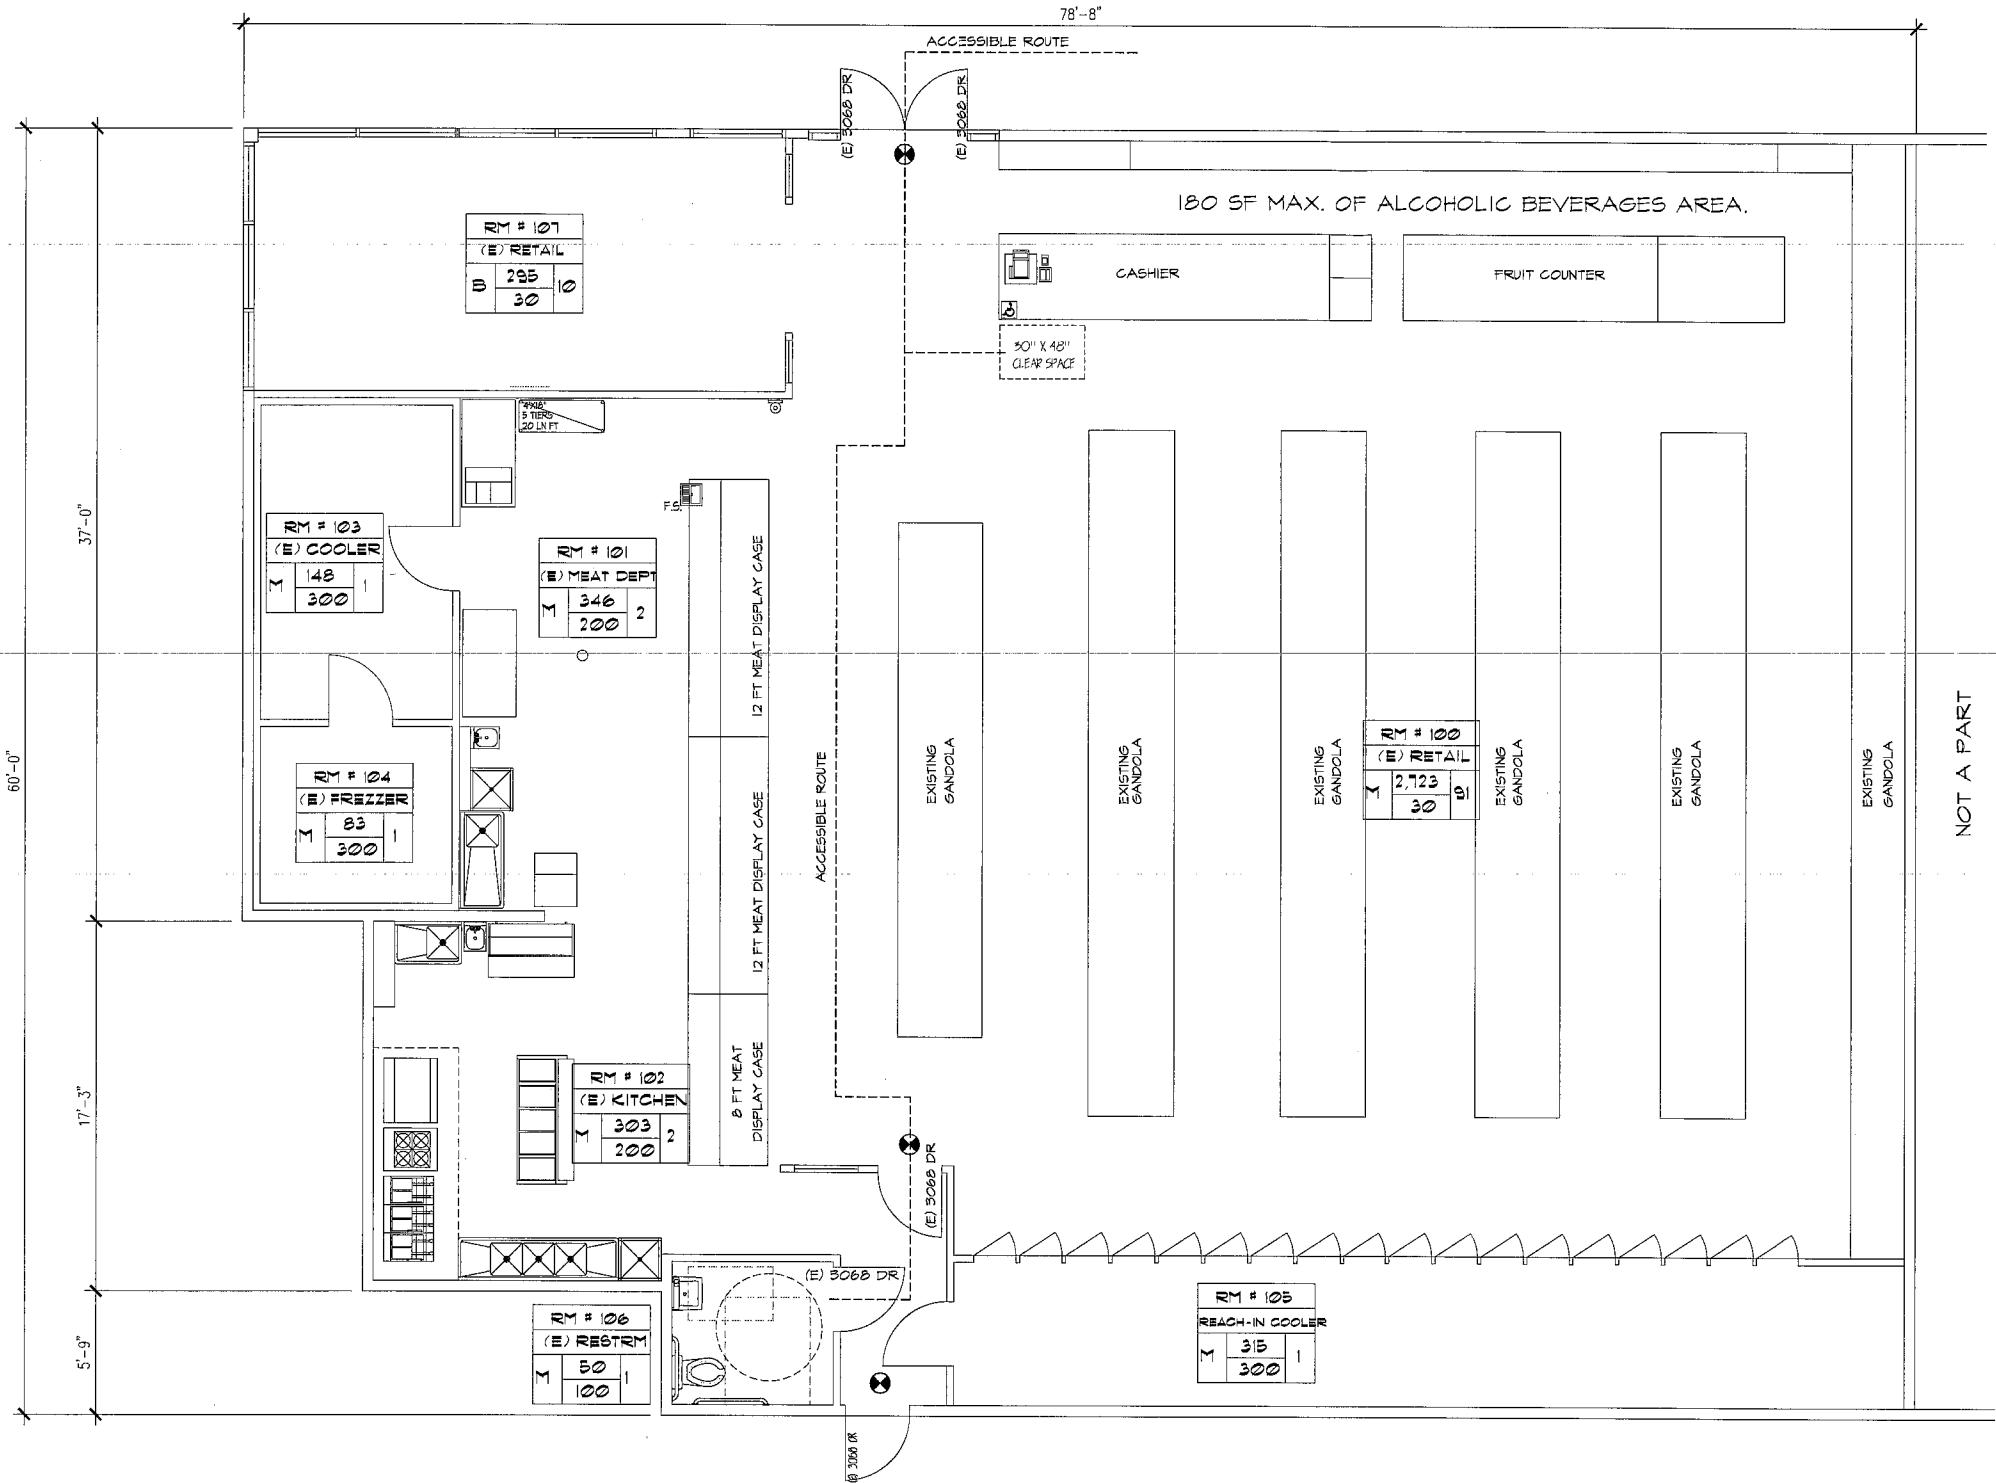 78'-8"
ACCESSIBLE ROUTE
(E) 3068 DR
(E) 3068 DR
180 SF MAX. OF ALCOHOLIC BEVERAGES AREA.
RM # 107
(E) RETAIL
B 295 10
30
CASHIER
FRUIT COUNTER
30" X 48"
CLEAR SPACE
5 TIERS
20 LN FT
F.S.
37'-0"
60'-0"
17'-3"
5'-9"
RM # 103
(E) COOLER
M 148 1
300
RM # 101
(E) MEAT DEPT
M 346 2
200
12 FT MEAT DISPLAY CASE
12 FT MEAT DISPLAY CASE
8 FT MEAT
DISPLAY CASE
RM # 104
(E) FREZZER
M 83 1
300
ACCESSIBLE ROUTE
EXISTING
GANDOLA
EXISTING
GANDOLA
EXISTING
GANDOLA
RM # 100
(E) RETAIL
M 2,723 91
30
EXISTING
GANDOLA
EXISTING
GANDOLA
EXISTING
GANDOLA
NOT A PART
RM # 102
(E) KITCHEN
M 303 2
200
(E) 3068 DR
(E) 3068 DR
RM # 106
(E) RESTRM
M 50 1
100
RM # 105
REACH-IN COOLER
M 315 1
300
(E) 3068 DR